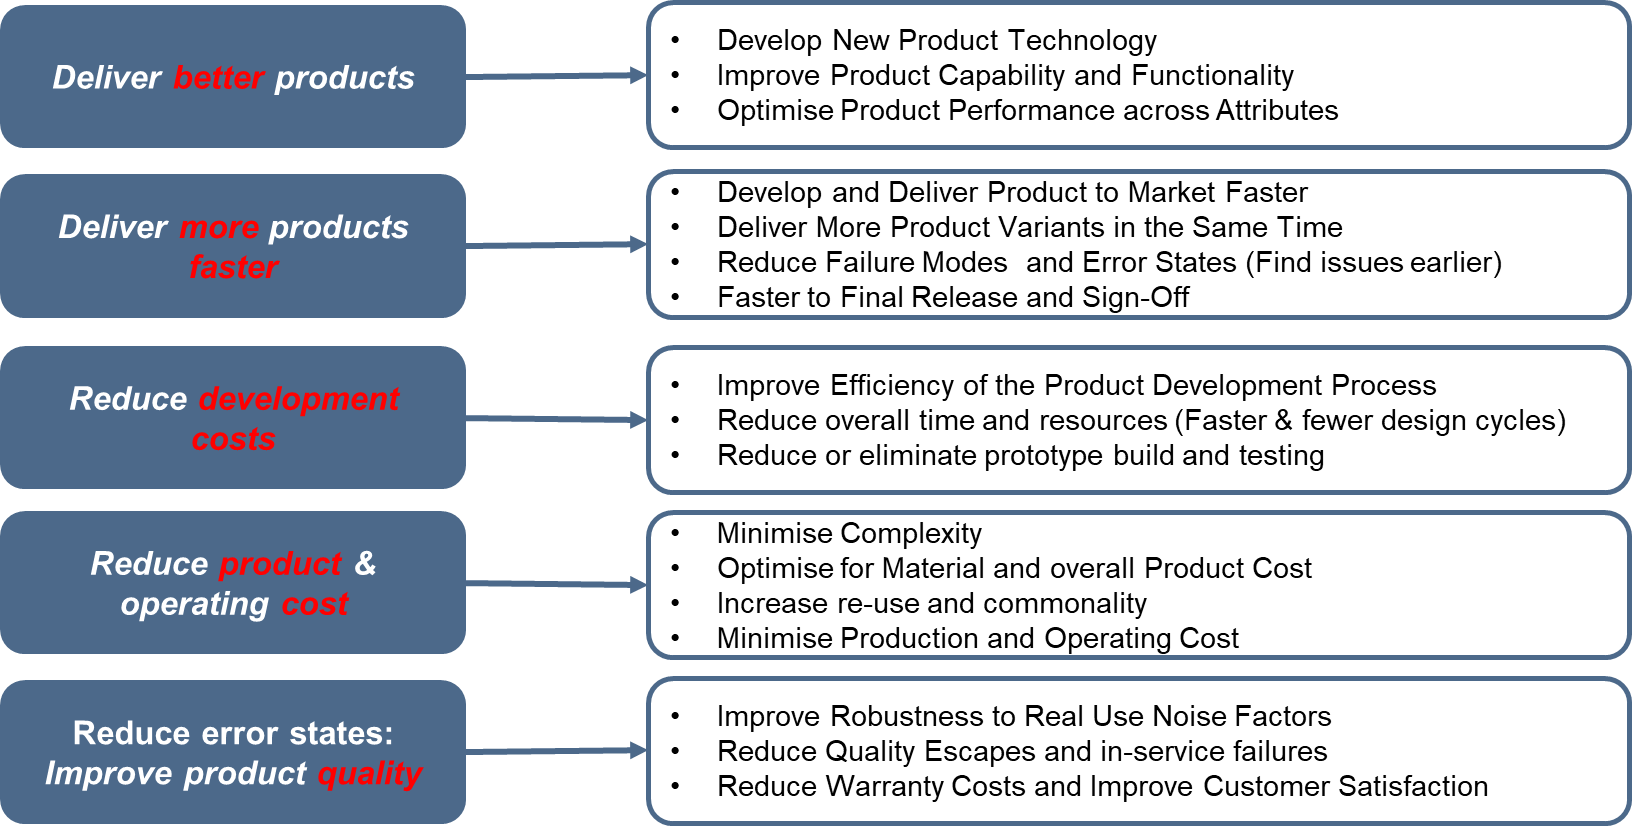 Deliver better products
• Develop New Product Technology
• Improve Product Capability and Functionality
• Optimise Product Performance across Attributes
Deliver more products
faster
• Develop and Deliver Product to Market Faster
• Deliver More Product Variants in the Same Time
• Reduce Failure Modes and Error States (Find issues earlier)
• Faster to Final Release and Sign-Off
Reduce development
costs
• Improve Efficiency of the Product Development Process
• Reduce overall time and resources (Faster & fewer design cycles)
• Reduce or eliminate prototype build and testing
Reduce product &
operating cost
• Minimise Complexity
• Optimise for Material and overall Product Cost
• Increase re-use and commonality
• Minimise Production and Operating Cost
Reduce error states:
Improve product quality
• Improve Robustness to Real Use Noise Factors
• Reduce Quality Escapes and in-service failures
• Reduce Warranty Costs and Improve Customer Satisfaction